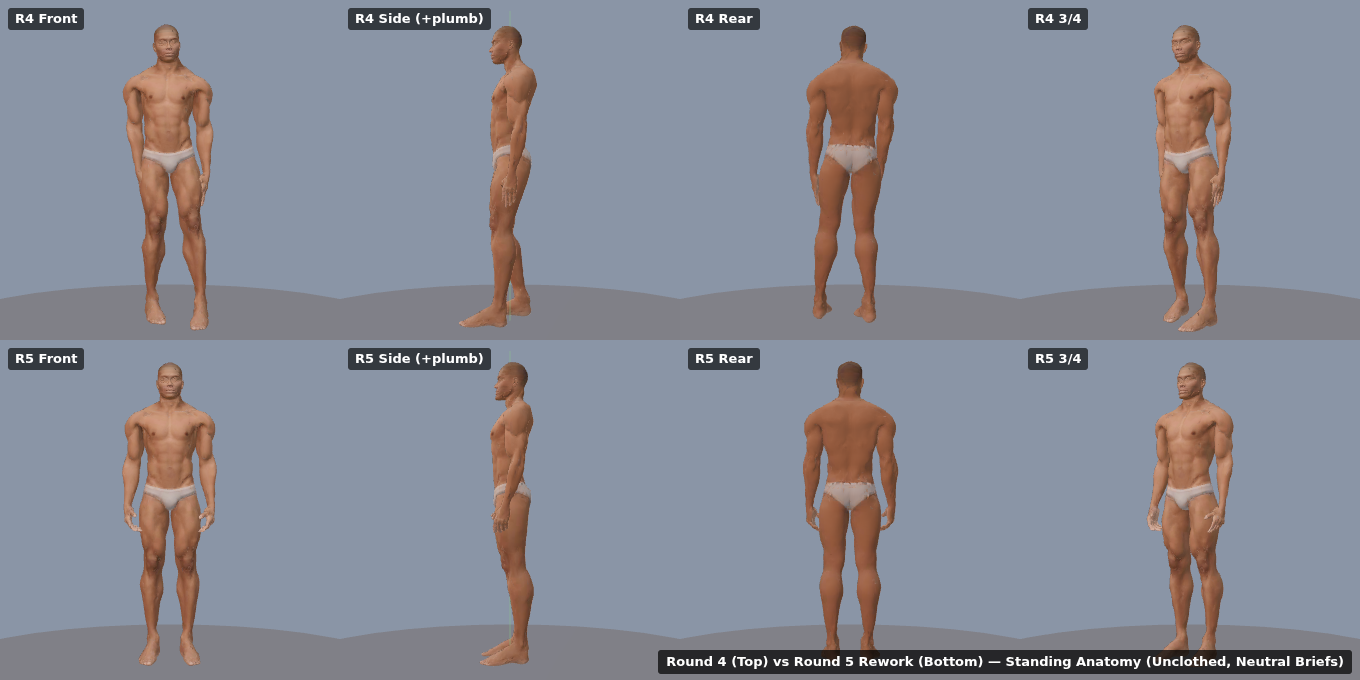 R4 Front
R4 Side (+plumb)
R4 Rear
R4 3/4
R5 Front
R5 Side (+plumb)
R5 Rear
R5 3/4
Round 4 (Top) vs Round 5 Rework (Bottom) — Standing Anatomy (Unclothed, Neutral Briefs)